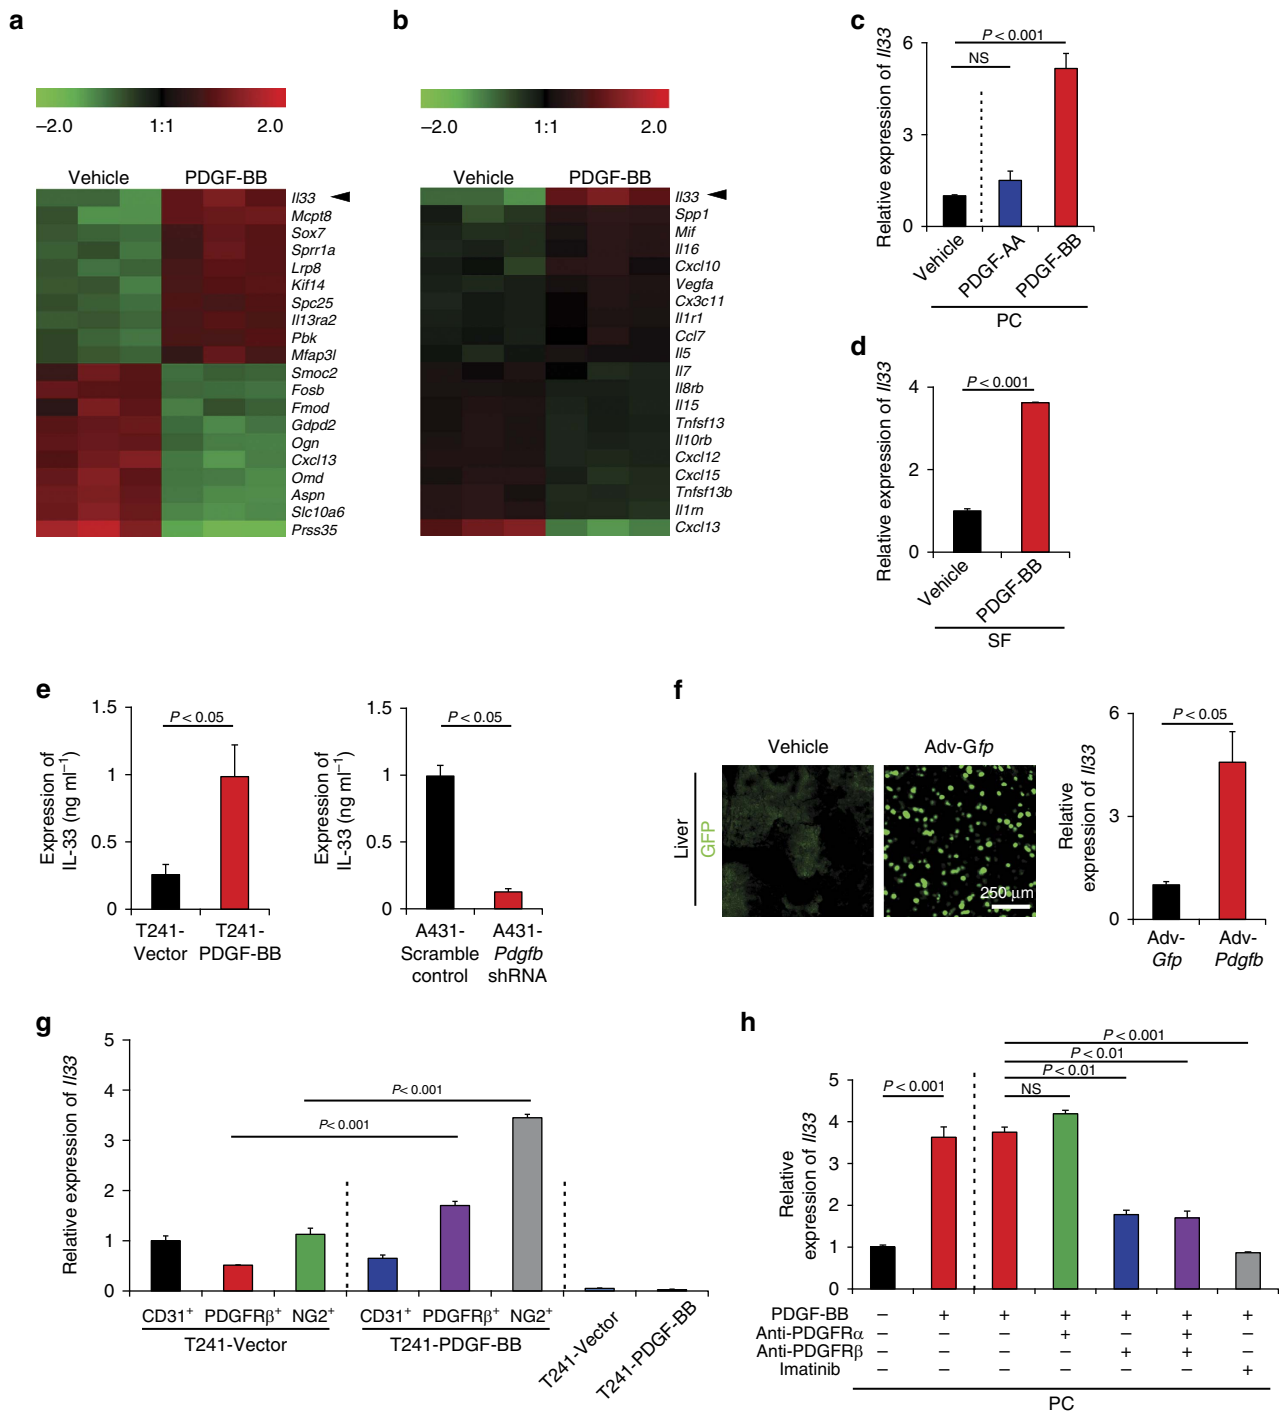 a
−2.0 1:1 2.0
Vehicle PDGF-BB
Il33
Mcpt8
Sox7
Sprr1a
Lrp8
Kif14
Spc25
Il13ra2
Pbk
Mfap3l
Smoc2
Fosb
Fmod
Gdpd2
Ogn
Cxcl13
Omd
Aspn
Slc10a6
Prss35
b
−2.0 1:1 2.0
Vehicle PDGF-BB
Il33
Spp1
Mif
Il16
Cxcl10
Vegfa
Cx3c11
Il1r1
Ccl7
Il5
Il7
Il8rb
Il15
Tnfsf13
Il10rb
Cxcl12
Cxcl15
Tnfsf13b
Il1rn
Cxcl13
c
Relative expression of Il33
6
3
0
P < 0.001
NS
Vehicle
PDGF-AA
PDGF-BB
PC
d
Relative expression of Il33
4
2
0
P < 0.001
Vehicle
PDGF-BB
SF
e
Expression of
IL-33 (ng ml−1)
1.5
1
0.5
0
P < 0.05
T241-
Vector
T241-
PDGF-BB
Expression of
IL-33 (ng ml−1)
1.5
1
0.5
0
P < 0.05
A431-
Scramble
control
A431-
Pdgfb
shRNA
f
Vehicle Adv-Gfp
Liver
GFP
250 μm
Relative
expression of Il33
6
3
0
P < 0.05
Adv-
Gfp
Adv-
Pdgfb
g
Relative expression of Il33
5
4
3
2
1
0
P < 0.001
P < 0.001
CD31+ PDGFRβ+ NG2+
T241-Vector
CD31+ PDGFRβ+ NG2+
T241-PDGF-BB
T241-Vector
T241-PDGF-BB
h
Relative
expression of Il33
5
4
3
2
1
0
P < 0.001
P < 0.001
P < 0.01
P < 0.01
NS
PDGF-BB − + + + + + +
Anti-PDGFRα − − − + − + −
Anti-PDGFRβ − − − − + + −
Imatinib − − − − − − +
PC